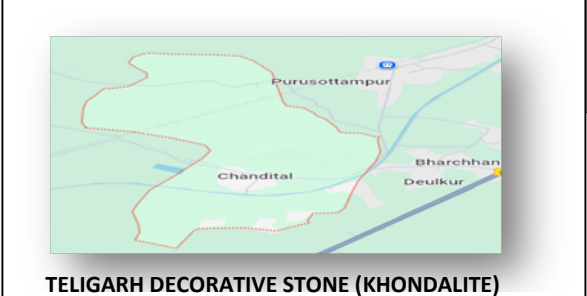 Purusottampur
Chandital
Bharchhan
Deulkur
TELIGARH DECORATIVE STONE (KHONDALITE)